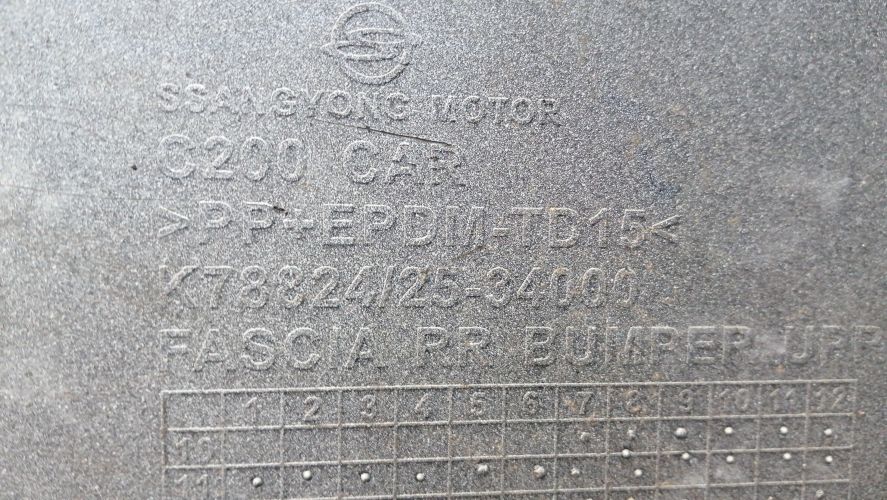 SSANGYONG MOTOR
C200 CAR
>PP+EPDM-TD15<
K78824/25-34000
FASCIA RR BUMPER UPR
1 2 3 4 5 6 7 8 9 10 11 12
10
11